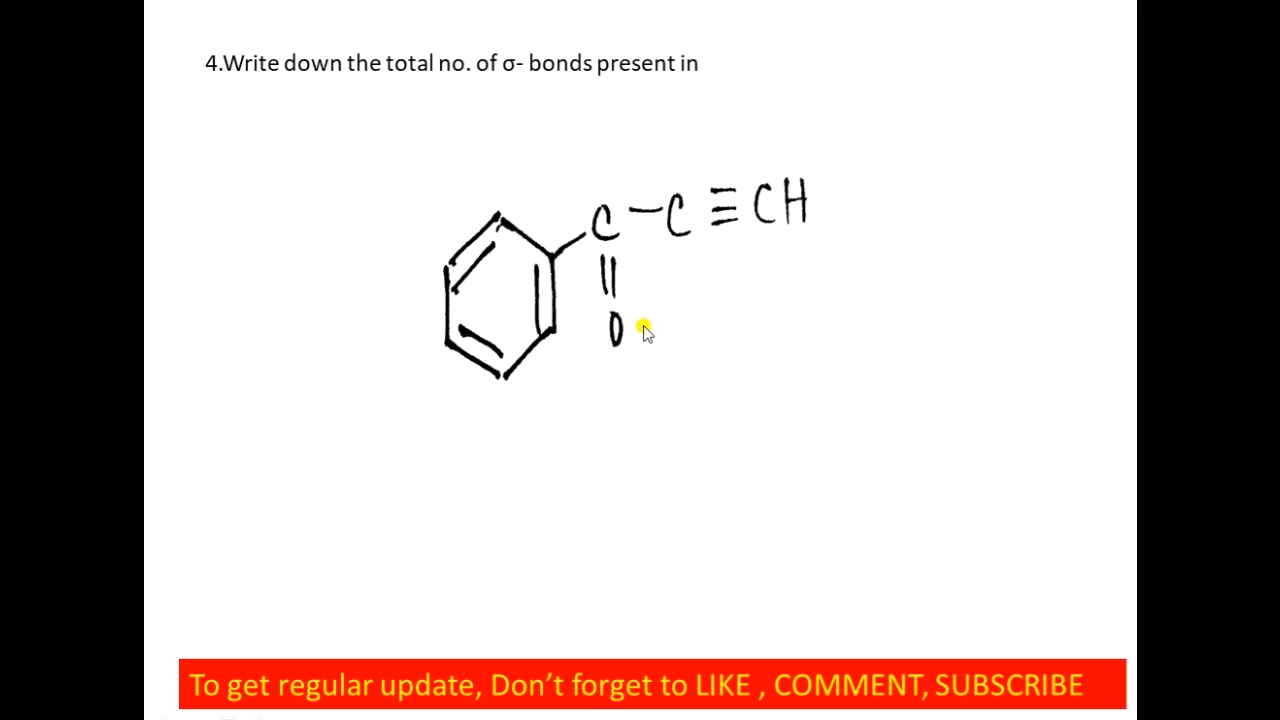 4.Write down the total no. of σ- bonds present in
C – C ≡ CH
||
O
To get regular update, Don’t forget to LIKE , COMMENT, SUBSCRIBE